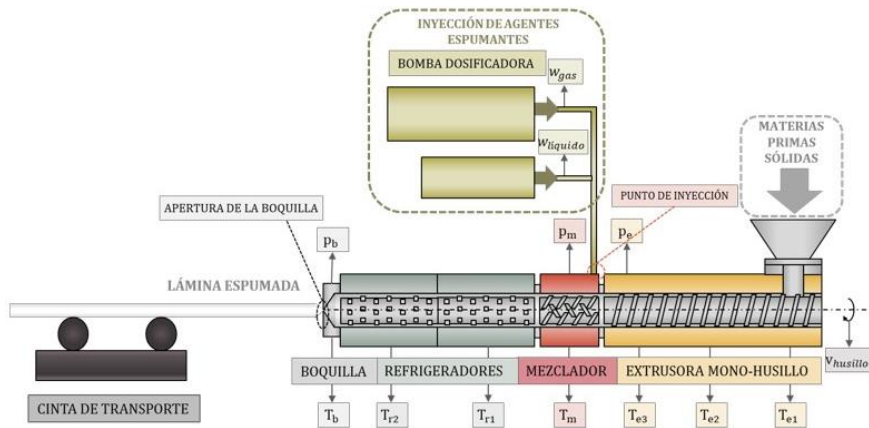 INYECCIÓN DE AGENTES
ESPUMANTES
BOMBA DOSIFICADORA
w_gas
w_líquido
MATERIAS
PRIMAS
SÓLIDAS
PUNTO DE INYECCIÓN
APERTURA DE LA BOQUILLA
p_b
p_m
p_e
LÁMINA ESPUMADA
v_husillo
BOQUILLA
REFRIGERADORES
MEZCLADOR
EXTRUSORA MONO-HUSILLO
CINTA DE TRANSPORTE
T_b
T_r2
T_r1
T_m
T_e3
T_e2
T_e1